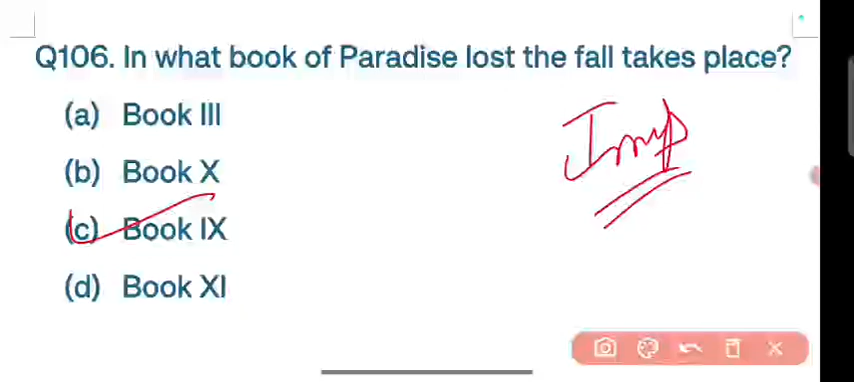 Q106. In what book of Paradise lost the fall takes place?
(a) Book III
(b) Book X
(c) Book IX
(d) Book XI
Imp